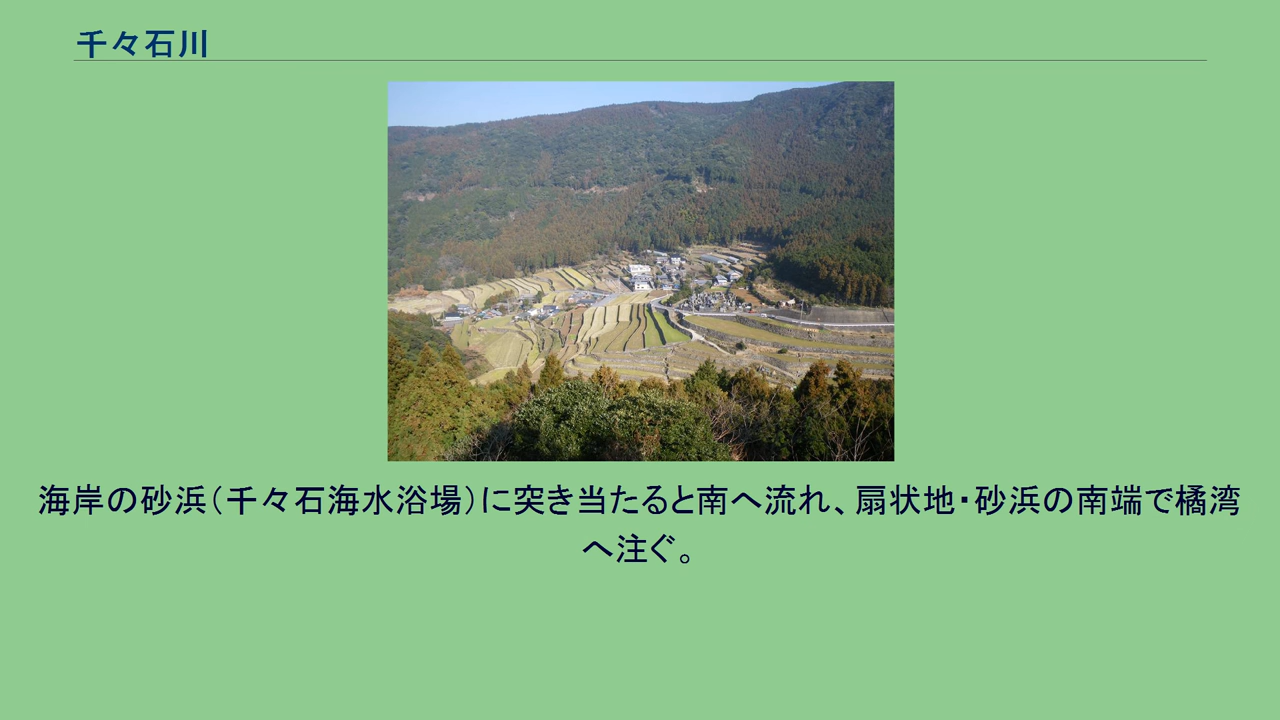 千々石川
海岸の砂浜（千々石海水浴場）に突き当たると南へ流れ、扇状地・砂浜の南端で橘湾
へ注ぐ。